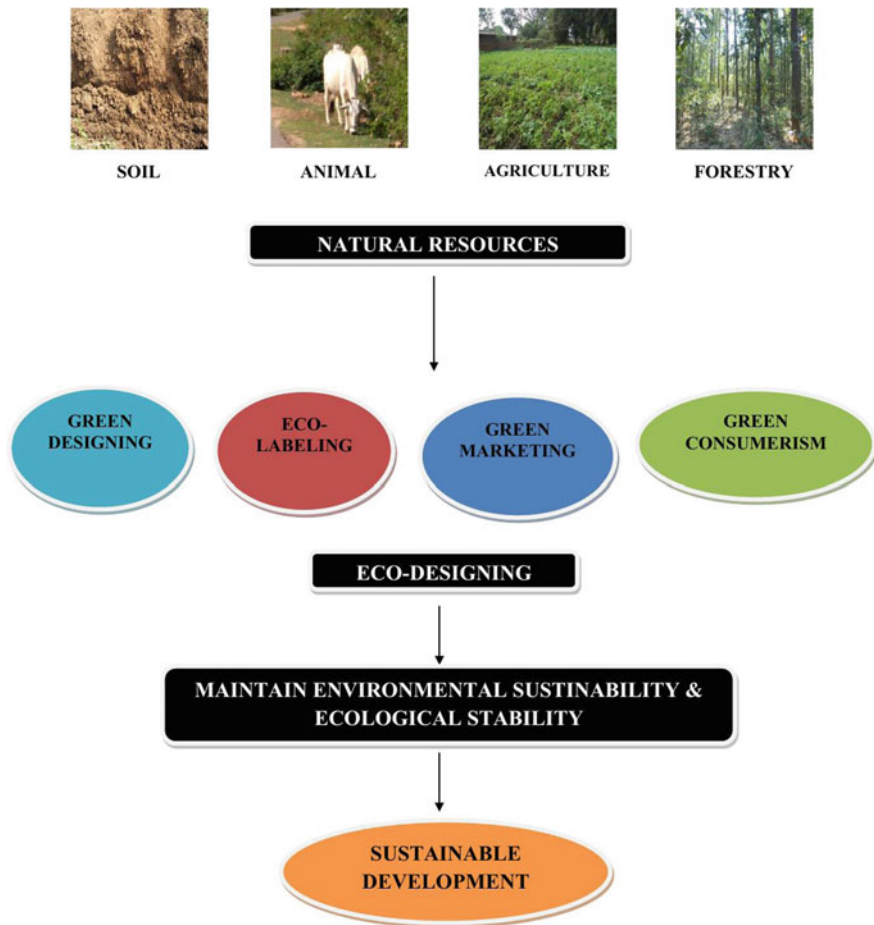 SOIL
ANIMAL
AGRICULTURE
FORESTRY
NATURAL RESOURCES
GREEN
DESIGNING
ECO-
LABELING
GREEN
MARKETING
GREEN
CONSUMERISM
ECO-DESIGNING
MAINTAIN ENVIRONMENTAL SUSTINABILITY &
ECOLOGICAL STABILITY
SUSTAINABLE
DEVELOPMENT